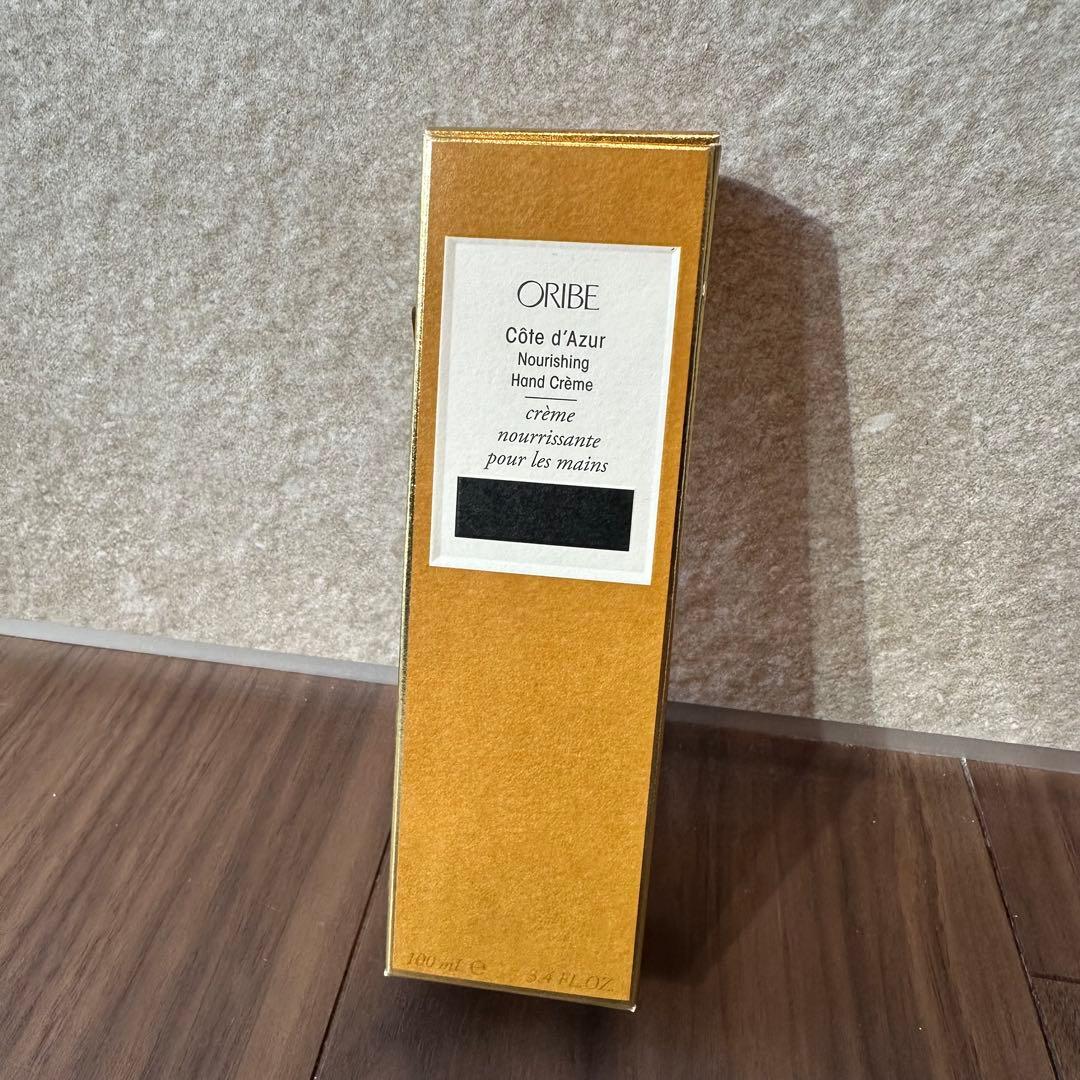 ORIBE
Côte d'Azur
Nourishing
Hand Crème
crème
nourrissante
pour les mains
100 ml ℮ 3.4 FL.OZ.